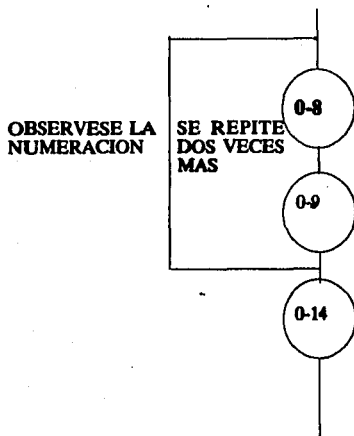 0-8
OBSERVESE LA
NUMERACION
SE REPITE
DOS VECES
MAS
0-9
0-14